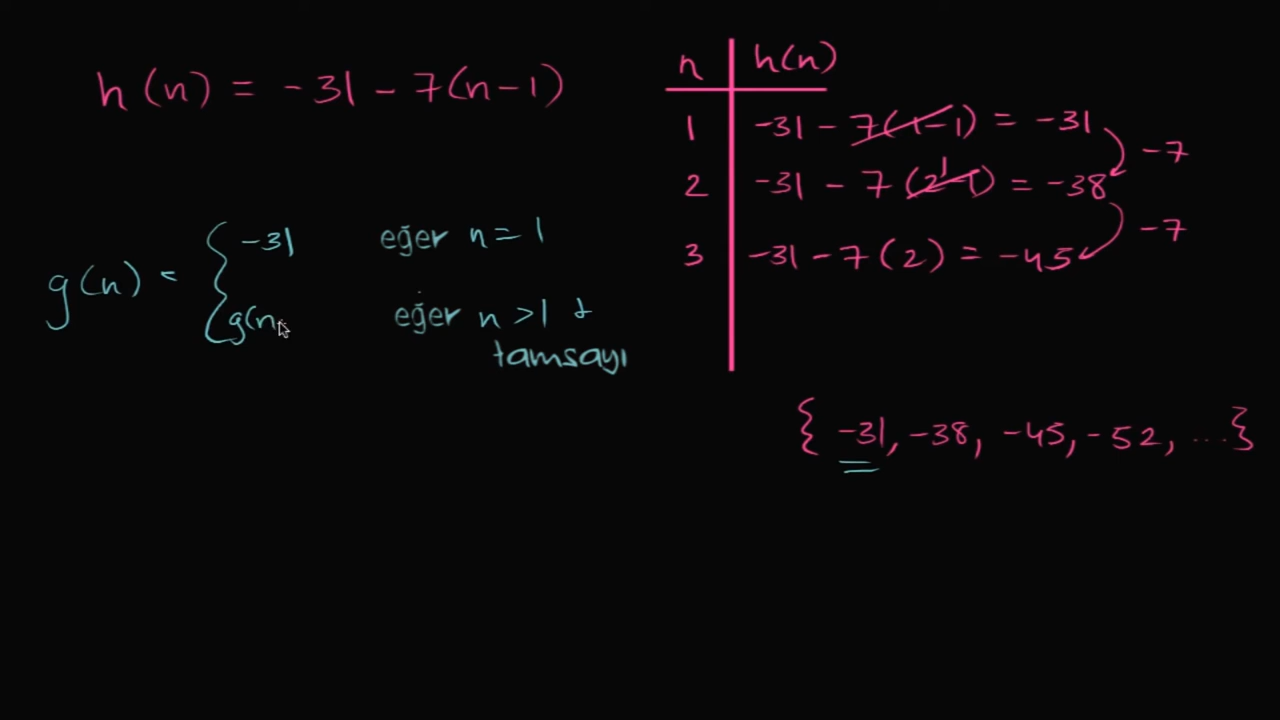 h(n) = -31 - 7(n-1)
n h(n)
1 -31 - 7(1-1) = -31
-7
2 -31 - 7(2-1) = -38
1
-7
3 -31 - 7(2) = -45
g(n) = { -31 eğer n = 1
g(n eğer n >1 +
tamsayı
{ -31, -38, -45, -52, ...}